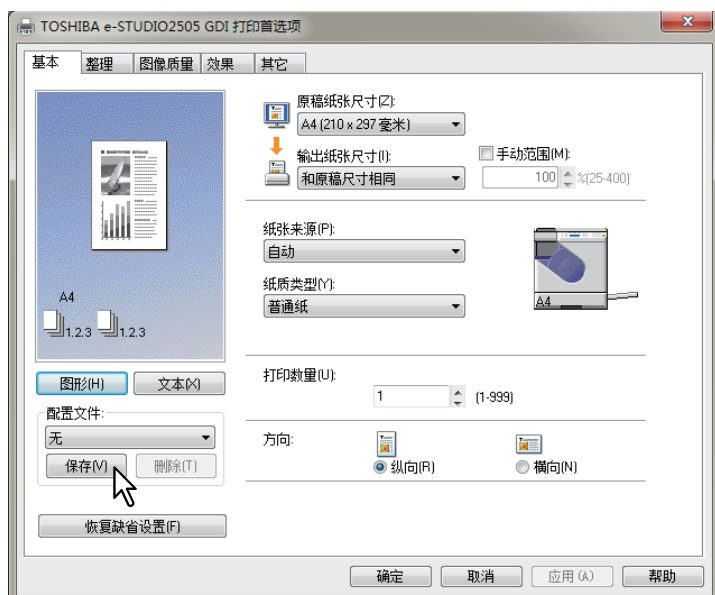 TOSHIBA e-STUDIO2505 GDI 打印首选项
基本 整理 图像质量 效果 其它
原稿纸张尺寸(Z):
A4 (210 x 297 毫米)
输出纸张尺寸(I):
和原稿尺寸相同
手动范围(M):
100 %(25-400)
纸张来源(P):
自动
纸质类型(Y):
普通纸
A4
A4
1.2.3 1.2.3
图形(H) 文本(X)
打印数量(U):
1 (1-999)
配置文件:
无
保存(V) 删除(T)
方向:
纵向(R) 横向(N)
恢复缺省设置(F)
确定 取消 应用(A) 帮助